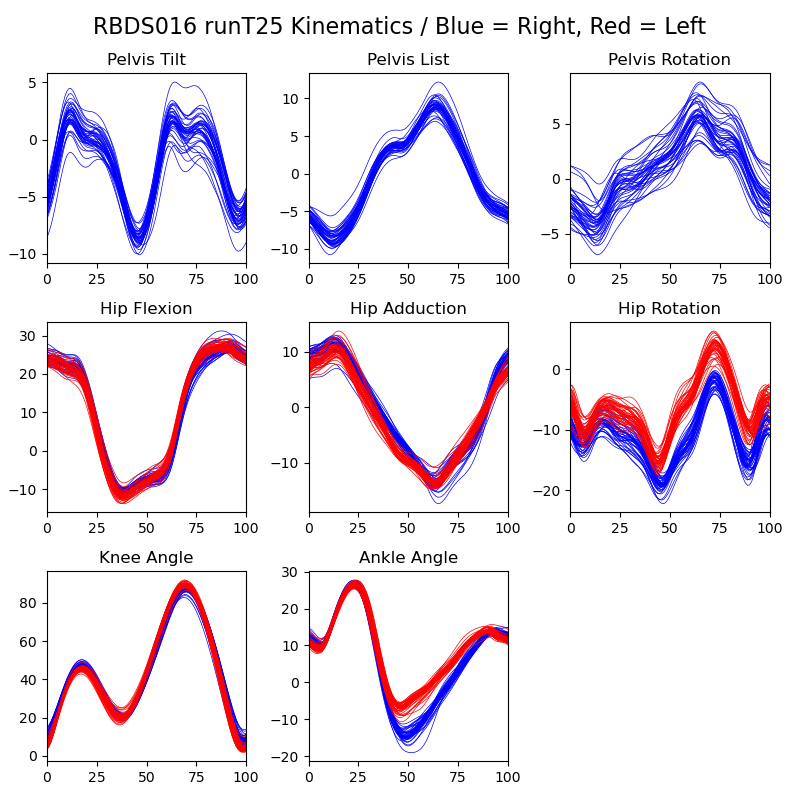 RBDS016 runT25 Kinematics / Blue = Right, Red = Left
Pelvis Tilt
5
0
−5
−10
0 25 50 75 100
Pelvis List
10
5
0
−5
−10
0 25 50 75 100
Pelvis Rotation
5
0
−5
0 25 50 75 100
Hip Flexion
30
20
10
0
−10
0 25 50 75 100
Hip Adduction
10
0
−10
0 25 50 75 100
Hip Rotation
0
−10
−20
0 25 50 75 100
Knee Angle
80
60
40
20
0
0 25 50 75 100
Ankle Angle
30
20
10
0
−10
−20
0 25 50 75 100